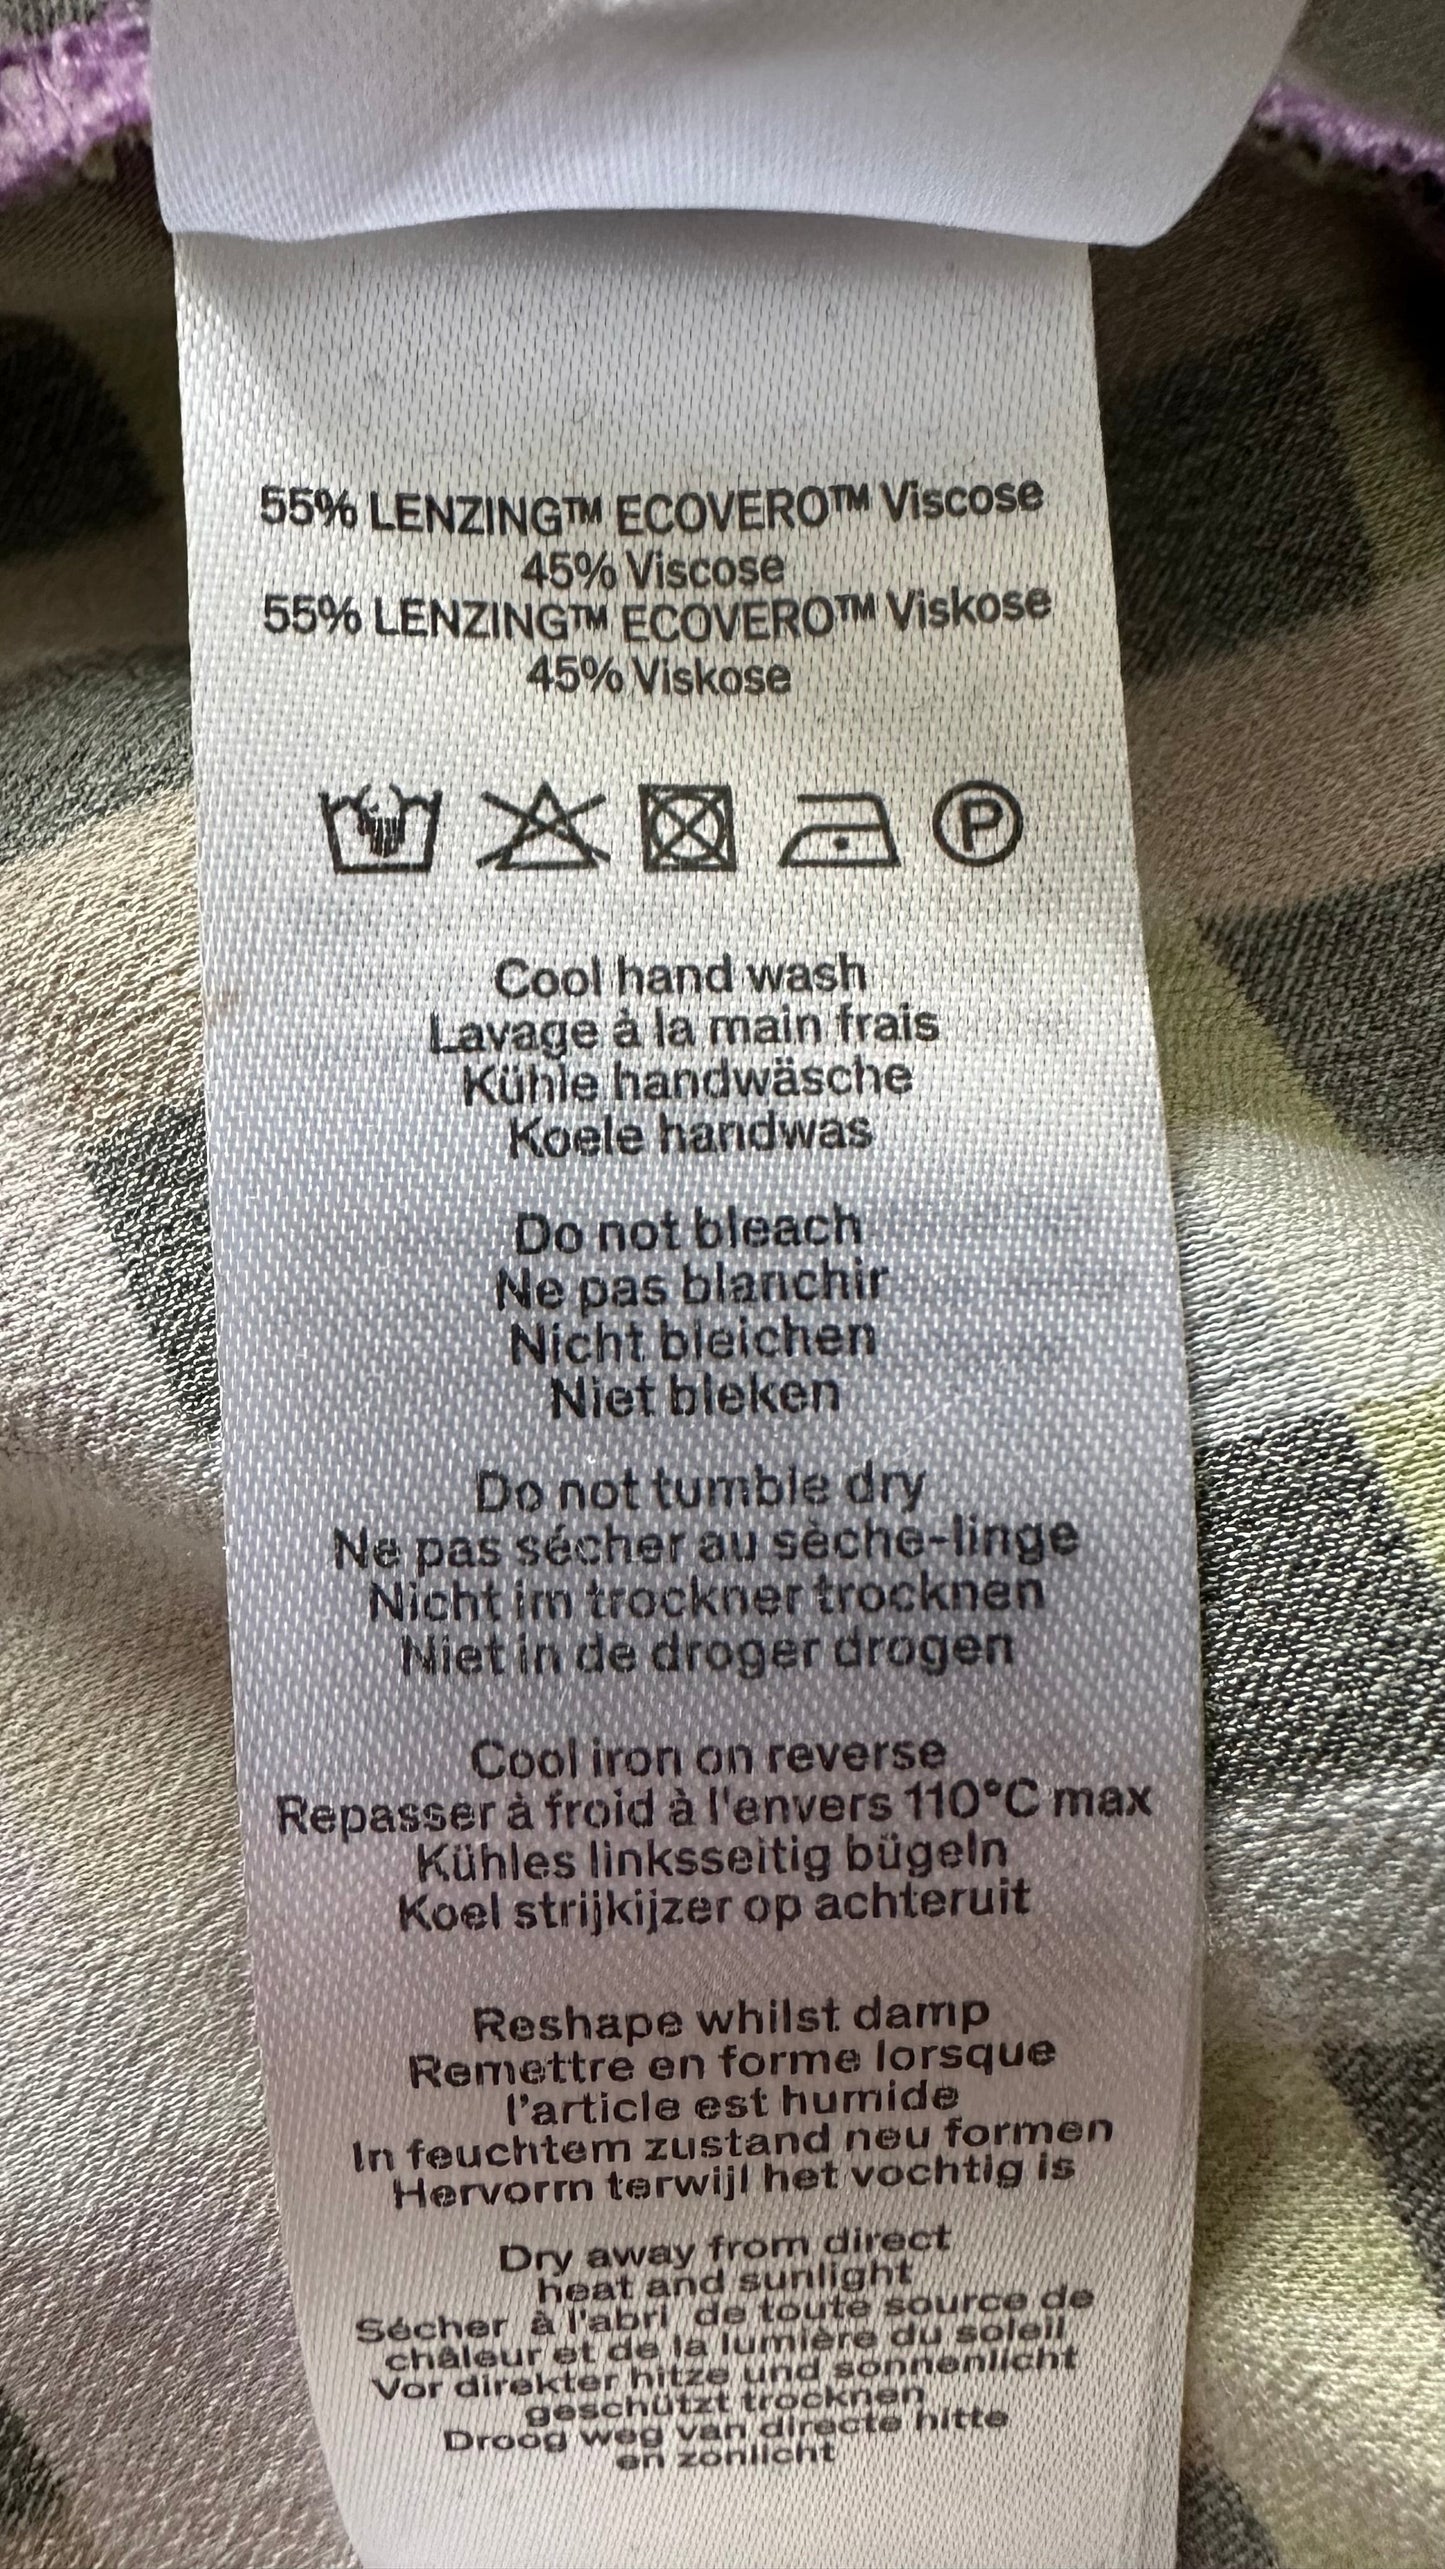 55% LENZING™ ECOVERO™ Viscose
45% Viscose
55% LENZING™ ECOVERO™ Viskose
45% Viskose
P
Cool hand wash
Lavage à la main frais
Kühle handwäsche
Koele handwas
Do not bleach
Ne pas blanchir
Nicht bleichen
Niet bleken
Do not tumble dry
Ne pas sécher au sèche-linge
Nicht im trockner trocknen
Niet in de droger drogen
Cool iron on reverse
Repasser à froid à l'envers 110°C max
Kühles linksseitig bügeln
Koel strijkijzer op achteruit
Reshape whilst damp
Remettre en forme lorsque
l'article est humide
In feuchtem zustand neu formen
Hervorm terwijl het vochtig is
Dry away from direct
heat and sunlight
Sécher à l'abri de toute source de
châleur et de la lumière du soleil
Vor direkter hitze und sonnenlicht
geschützt trocknen
Droog weg van directe hitte
en zonlicht